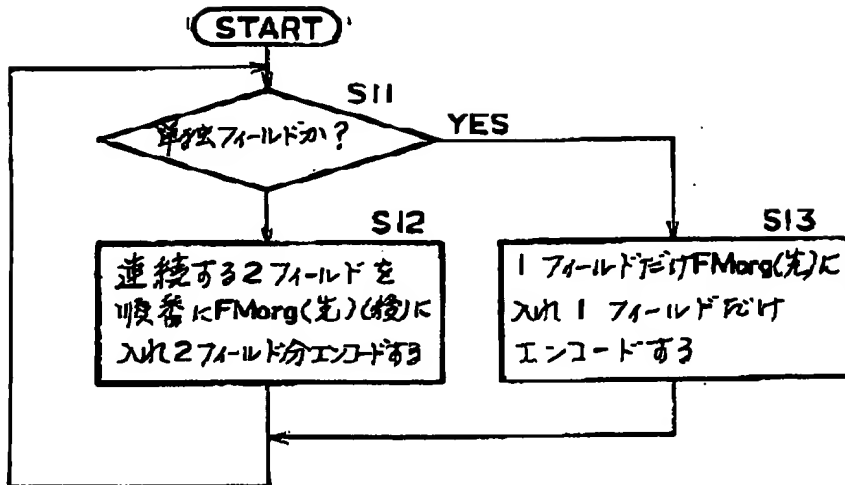 START
S11
単独フィールドか?
YES
S12
連続する2フィールドを
順番にFMorg(先)(後)に
入れ2フィールド分エンコードする
S13
1フィールドだけFMorg(先)に
入れ1フィールドだけ
エンコードする